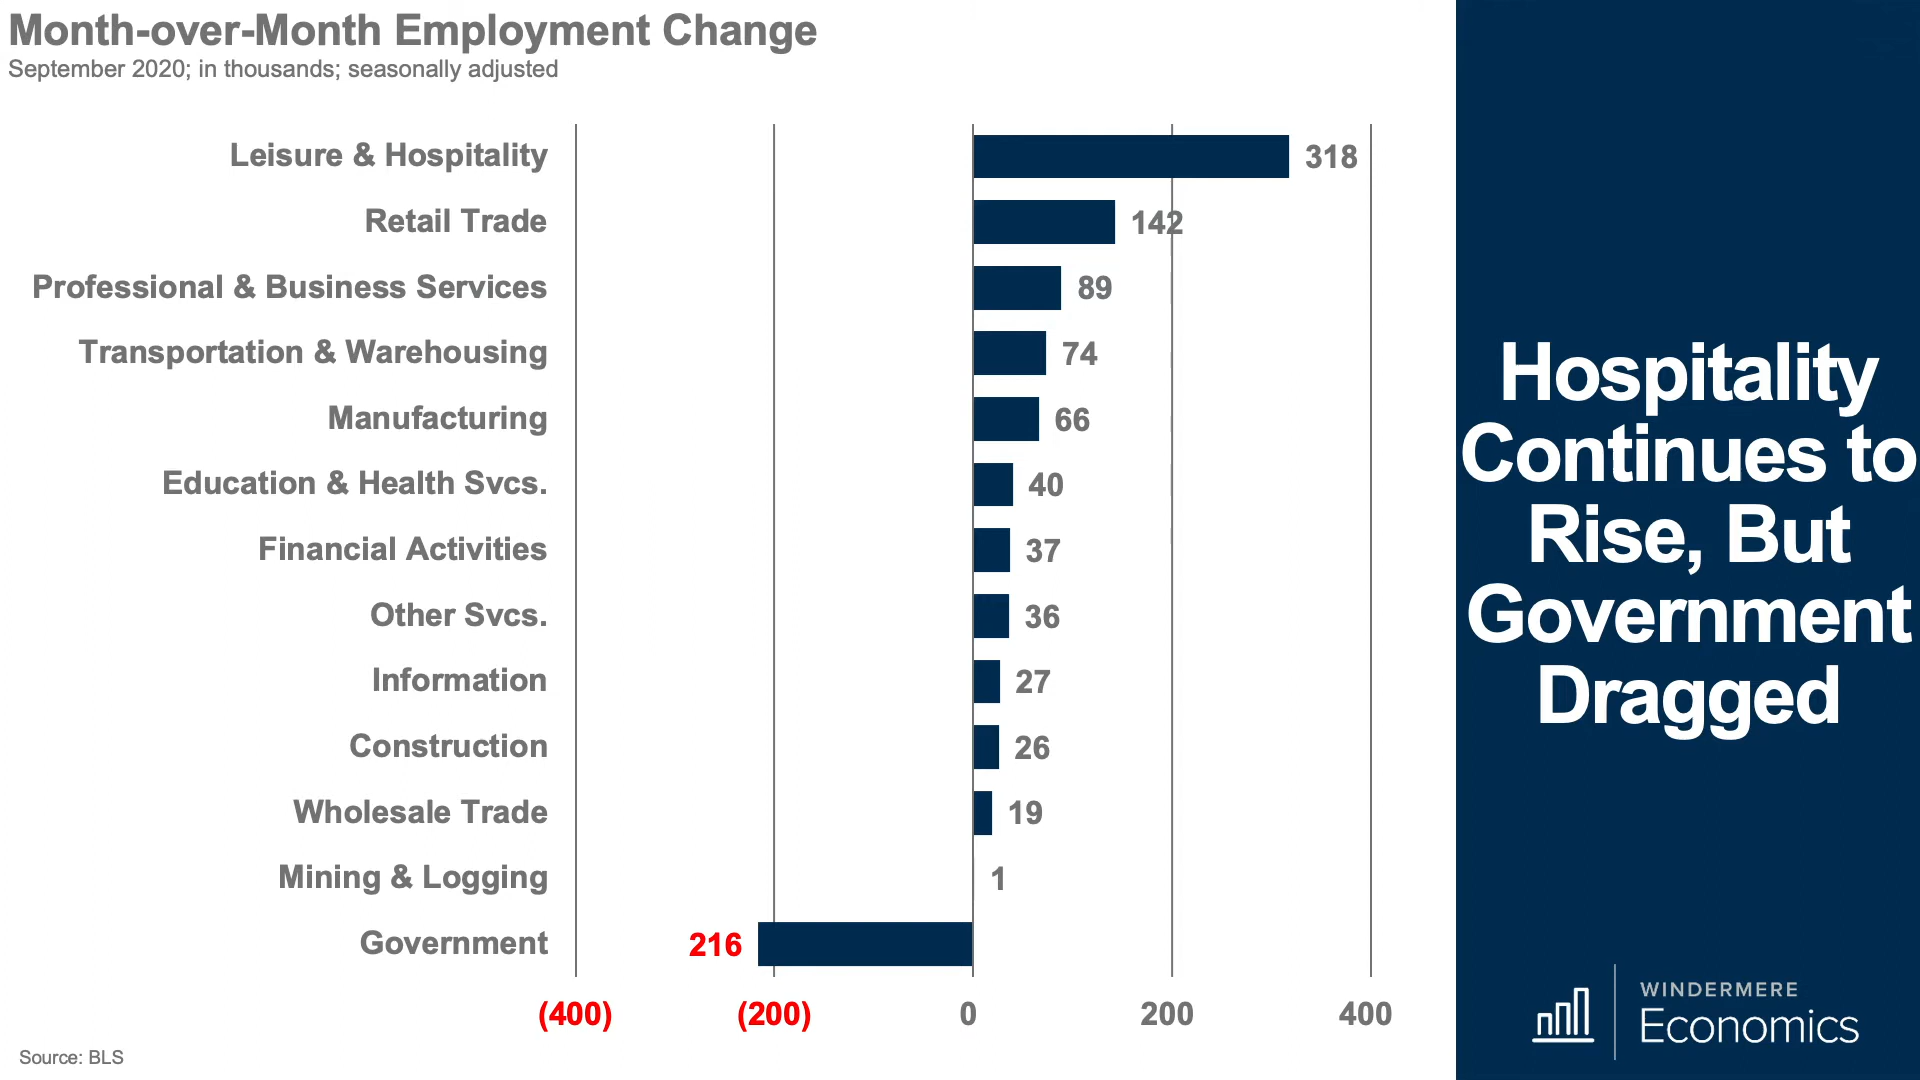 Month-over-Month Employment Change
September 2020; in thousands; seasonally adjusted
Leisure & Hospitality 318
Retail Trade 142
Professional & Business Services 89
Transportation & Warehousing 74
Manufacturing 66
Education & Health Svcs. 40
Financial Activities 37
Other Svcs. 36
Information 27
Construction 26
Wholesale Trade 19
Mining & Logging 1
Government 216
(400) (200) 0 200 400
Source: BLS
Hospitality
Continues to
Rise, But
Government
Dragged
WINDERMERE
Economics